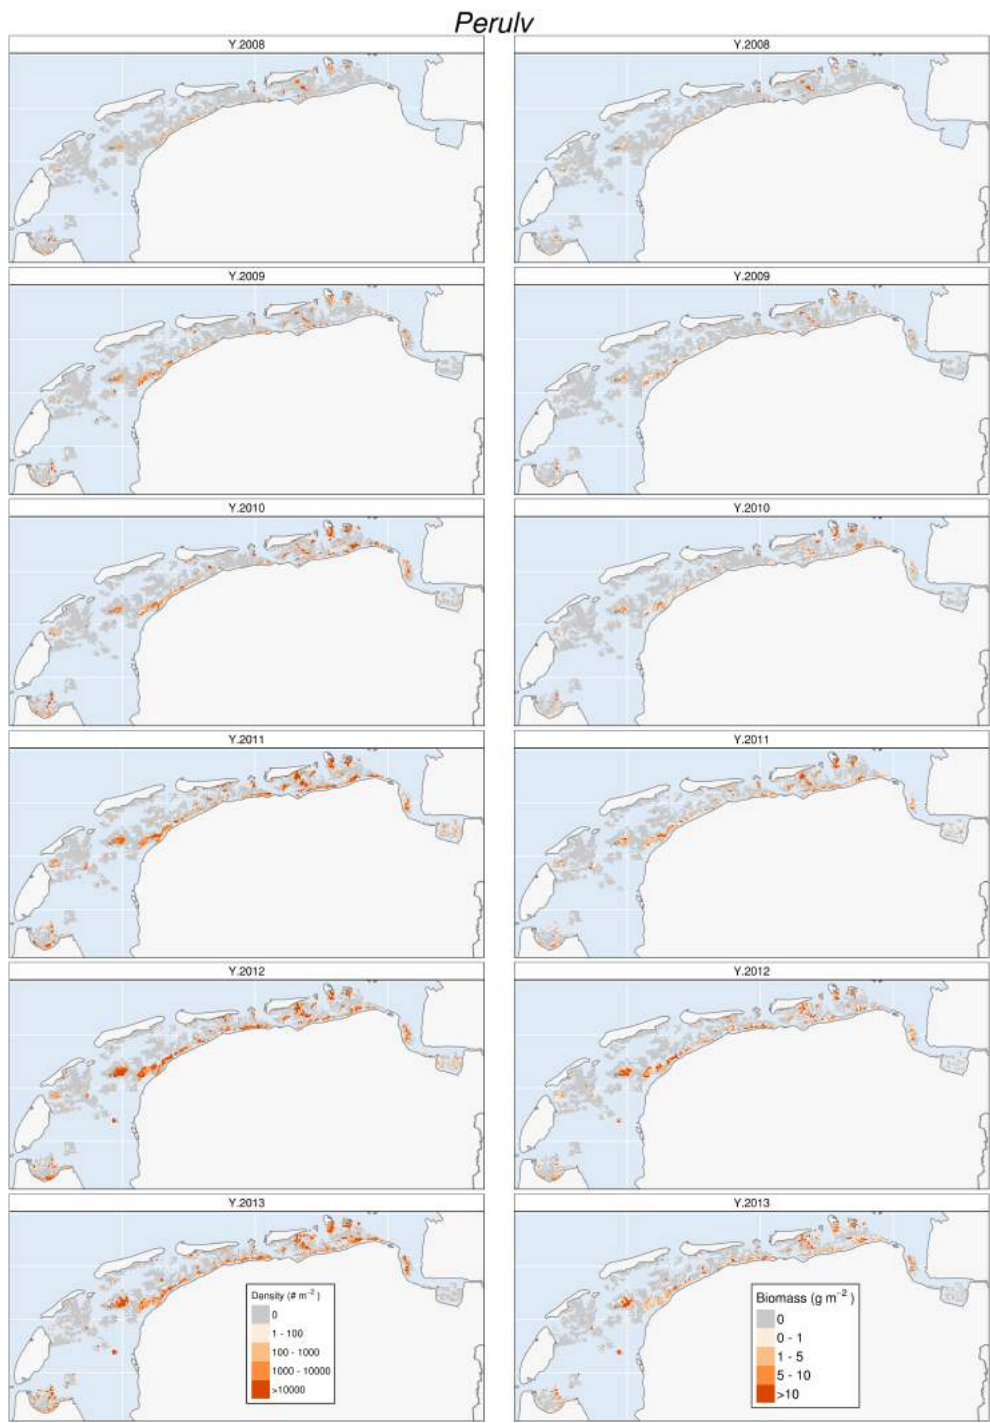 Perulv
Y.2008
Y.2008
Y.2009
Y.2009
Y.2010
Y.2010
Y.2011
Y.2011
Y.2012
Y.2012
Y.2013
Y.2013
Density (# m⁻² )
0
1 - 100
100 - 1000
1000 - 10000
>10000
Biomass (g m⁻² )
0
0 - 1
1 - 5
5 - 10
>10